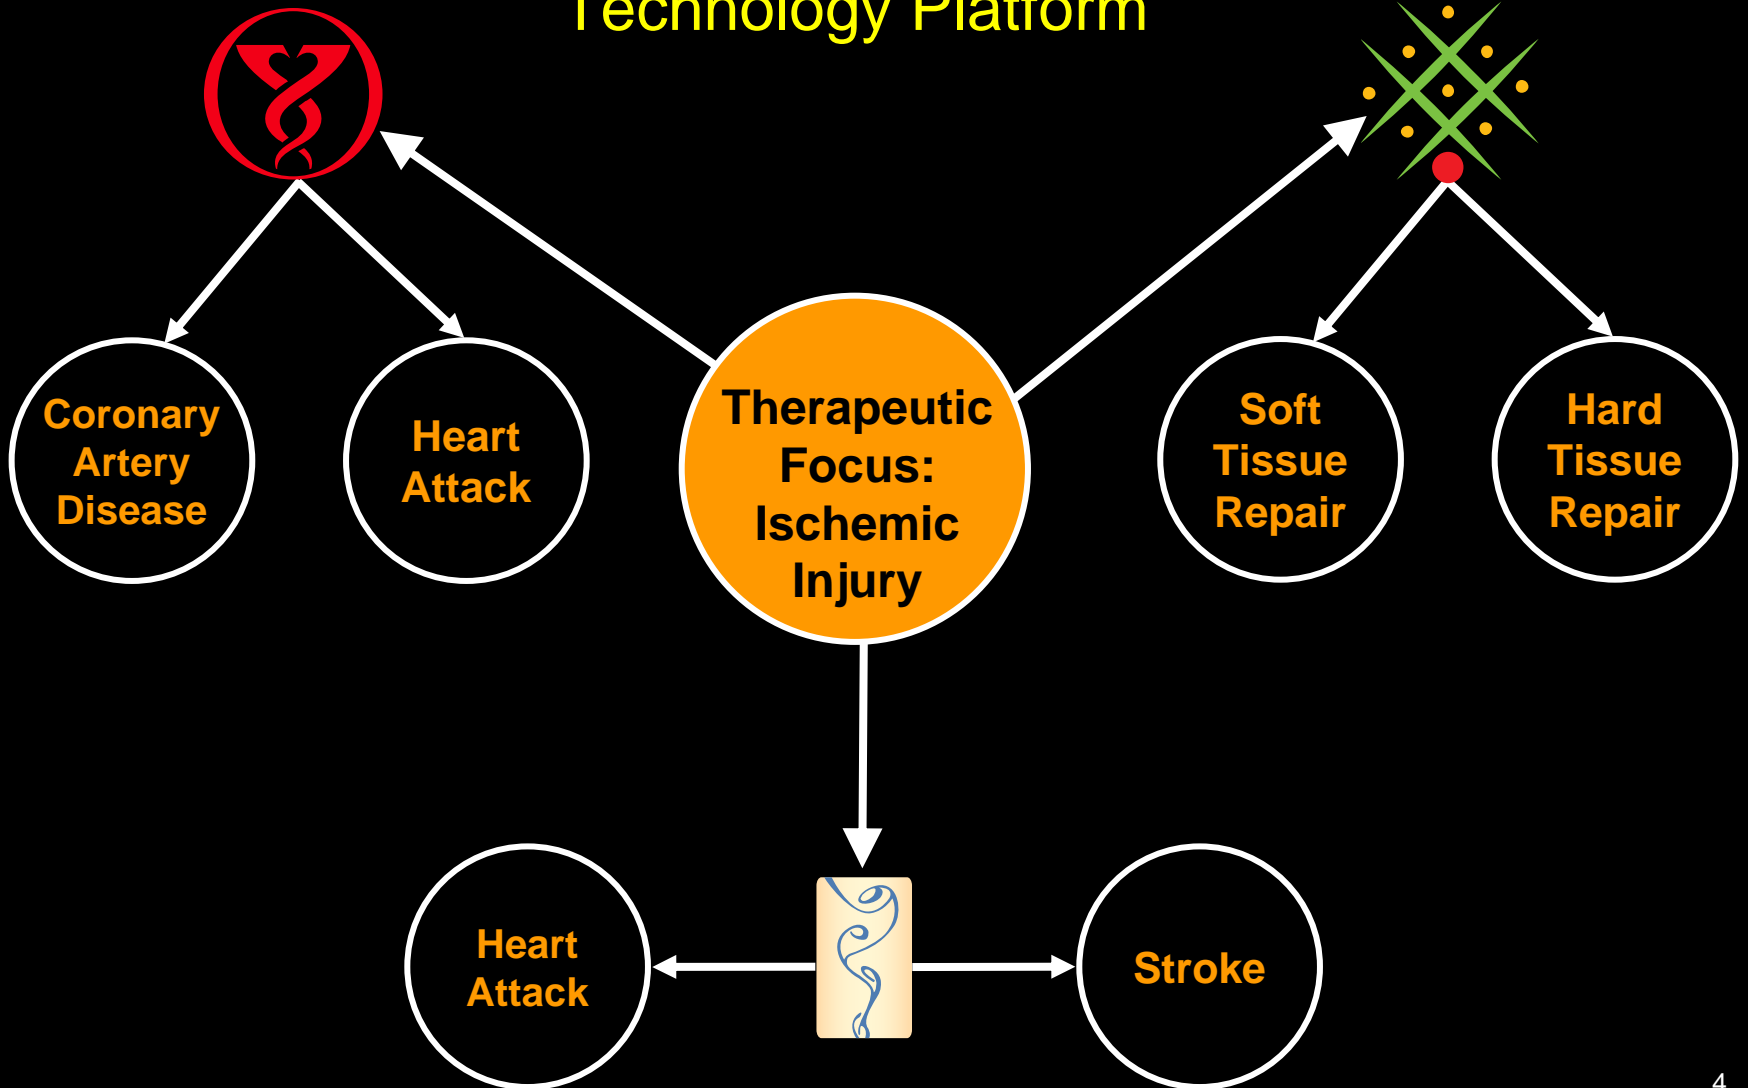 Technology Platform
Coronary
Artery
Disease
Heart
Attack
Therapeutic
Focus:
Ischemic
Injury
Soft
Tissue
Repair
Hard
Tissue
Repair
Heart
Attack
Stroke
4